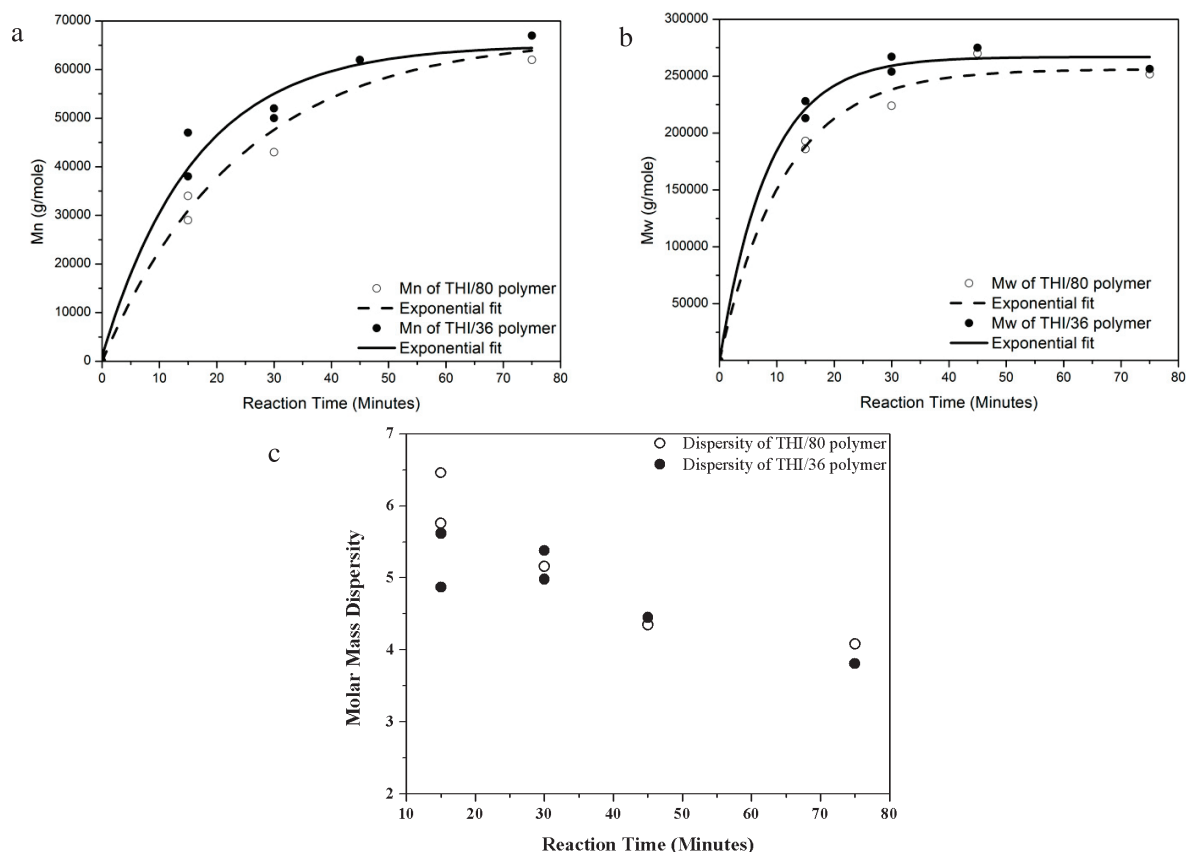 a
70000
60000
50000
40000
30000
20000
10000
0
Mn (g/mole)
Mn of THI/80 polymer
Exponential fit
Mn of THI/36 polymer
Exponential fit
0 10 20 30 40 50 60 70 80
Reaction Time (Minutes)
b
300000
250000
200000
150000
100000
50000
Mw (g/mole)
Mw of THI/80 polymer
Exponential fit
Mw of THI/36 polymer
Exponential fit
0 10 20 30 40 50 60 70 80
Reaction Time (Minutes)
c
7
6
5
4
3
2
Molar Mass Dispersity
Dispersity of THI/80 polymer
Dispersity of THI/36 polymer
10 20 30 40 50 60 70 80
Reaction Time (Minutes)